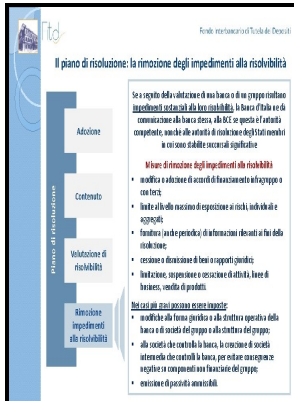 Fitd
Fondo Interbancario di Tutela dei Depositi
Il piano di risoluzione: la rimozione degli impedimenti alla risolvibilità
Piano di risoluzione
Adozione
Contenuto
Valutazione di
risolvibilità
Rimozione
impedimenti
alla risolvibilità
Se a seguito della valutazione di una banca o di un gruppo risultano
impedimenti sostanziali alla loro risolvibilità, la Banca d'Italia ne dà
comunicazione alla banca stessa, alla BCE se questa è l'autorità
competente, nonché alle autorità di risoluzione degli Stati membri
in cui sono stabilite succursali significative
Misure di rimozione degli impedimenti alla risolvibilità
• modifica o adozione di accordi di finanziamento infragruppo o
con terzi;
• limite al livello massimo di esposizione ai rischi, individuali e
aggregati;
• fornitura (anche periodica) di informazioni rilevanti ai fini della
risoluzione;
• cessione o dismissione di beni o rapporti giuridici;
• limitazione, sospensione o cessazione di attività, linee di
business, vendita di prodotti.
Nei casi più gravi possono essere imposte:
• modifiche alla forma giuridica o alla struttura operativa della
banca o di società del gruppo o alla struttura del gruppo;
• alla società che controlla la banca, la creazione di società
intermedia che controlli la banca, per evitare conseguenze
negative su componenti non finanziarie del gruppo;
• emissione di passività ammissibili.